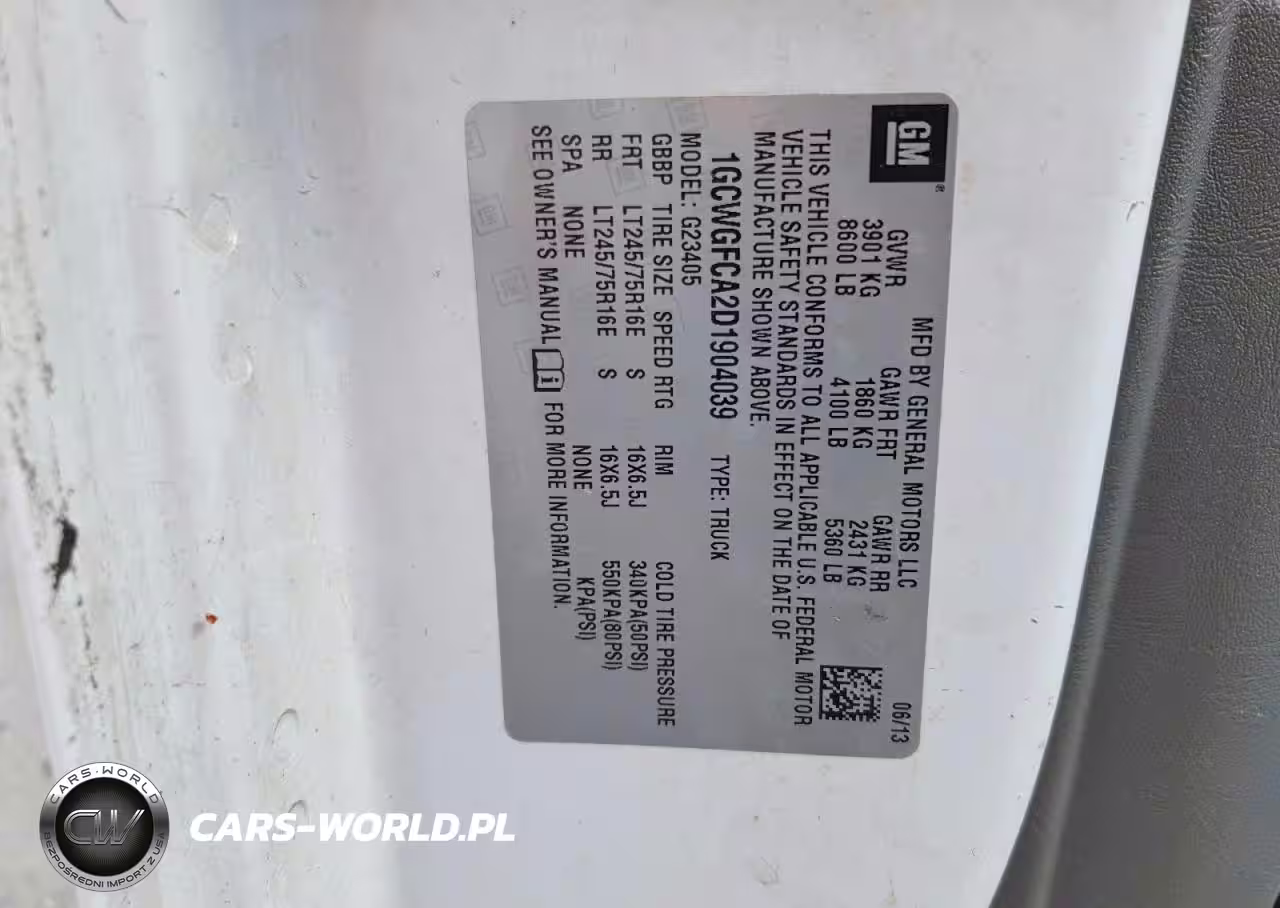 GM®
MFD BY GENERAL MOTORS LLC 06/13
GVWR GAWR FRT GAWR RR
3901 KG 1860 KG 2431 KG
8600 LB 4100 LB 5360 LB
THIS VEHICLE CONFORMS TO ALL APPLICABLE U.S. FEDERAL MOTOR
VEHICLE SAFETY STANDARDS IN EFFECT ON THE DATE OF
MANUFACTURE SHOWN ABOVE.
1GCWGFCA2D1904039 TYPE: TRUCK
MODEL: G23405
GBBP TIRE SIZE SPEED RTG RIM COLD TIRE PRESSURE
FRT LT245/75R16E S 16X6.5J 340KPA(50PSI)
RR LT245/75R16E S 16X6.5J 550KPA(80PSI)
SPA NONE NONE KPA(PSI)
SEE OWNER'S MANUAL i FOR MORE INFORMATION.
CARS-WORLD
CW
BEZPOŚREDNI IMPORT Z USA
CARS-WORLD.PL